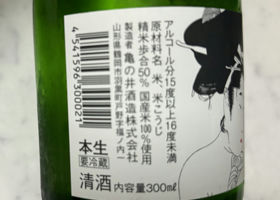 アルコール分15度以上16度未満
原材料名 米、米こうじ
精米歩合50% 国産米100%使用
製造者 亀の井酒造株式会社
山形県鶴岡市羽黒町戸野字福ノ内一
4541596300021
本生
要冷蔵
清酒 内容量300ml